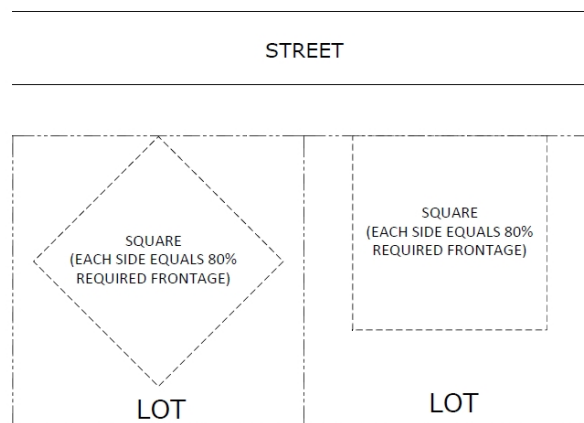 STREET
SQUARE
(EACH SIDE EQUALS 80%
REQUIRED FRONTAGE)
LOT
SQUARE
(EACH SIDE EQUALS 80%
REQUIRED FRONTAGE)
LOT